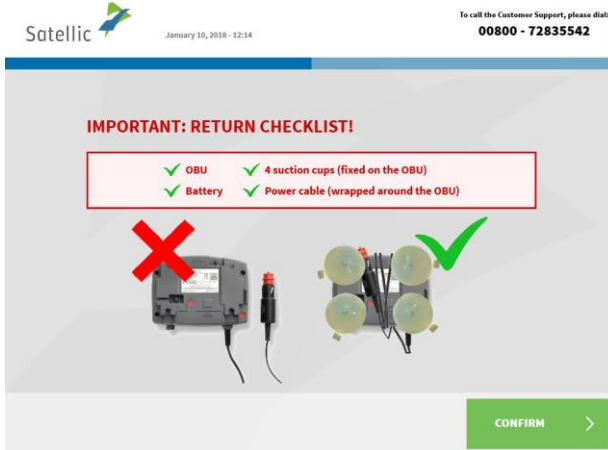 Satellic
January 10, 2018 - 12:14
To call the Customer Support, please dial:
00800 - 72835542
IMPORTANT: RETURN CHECKLIST!
OBU
4 suction cups (fixed on the OBU)
Battery
Power cable (wrapped around the OBU)
CONFIRM